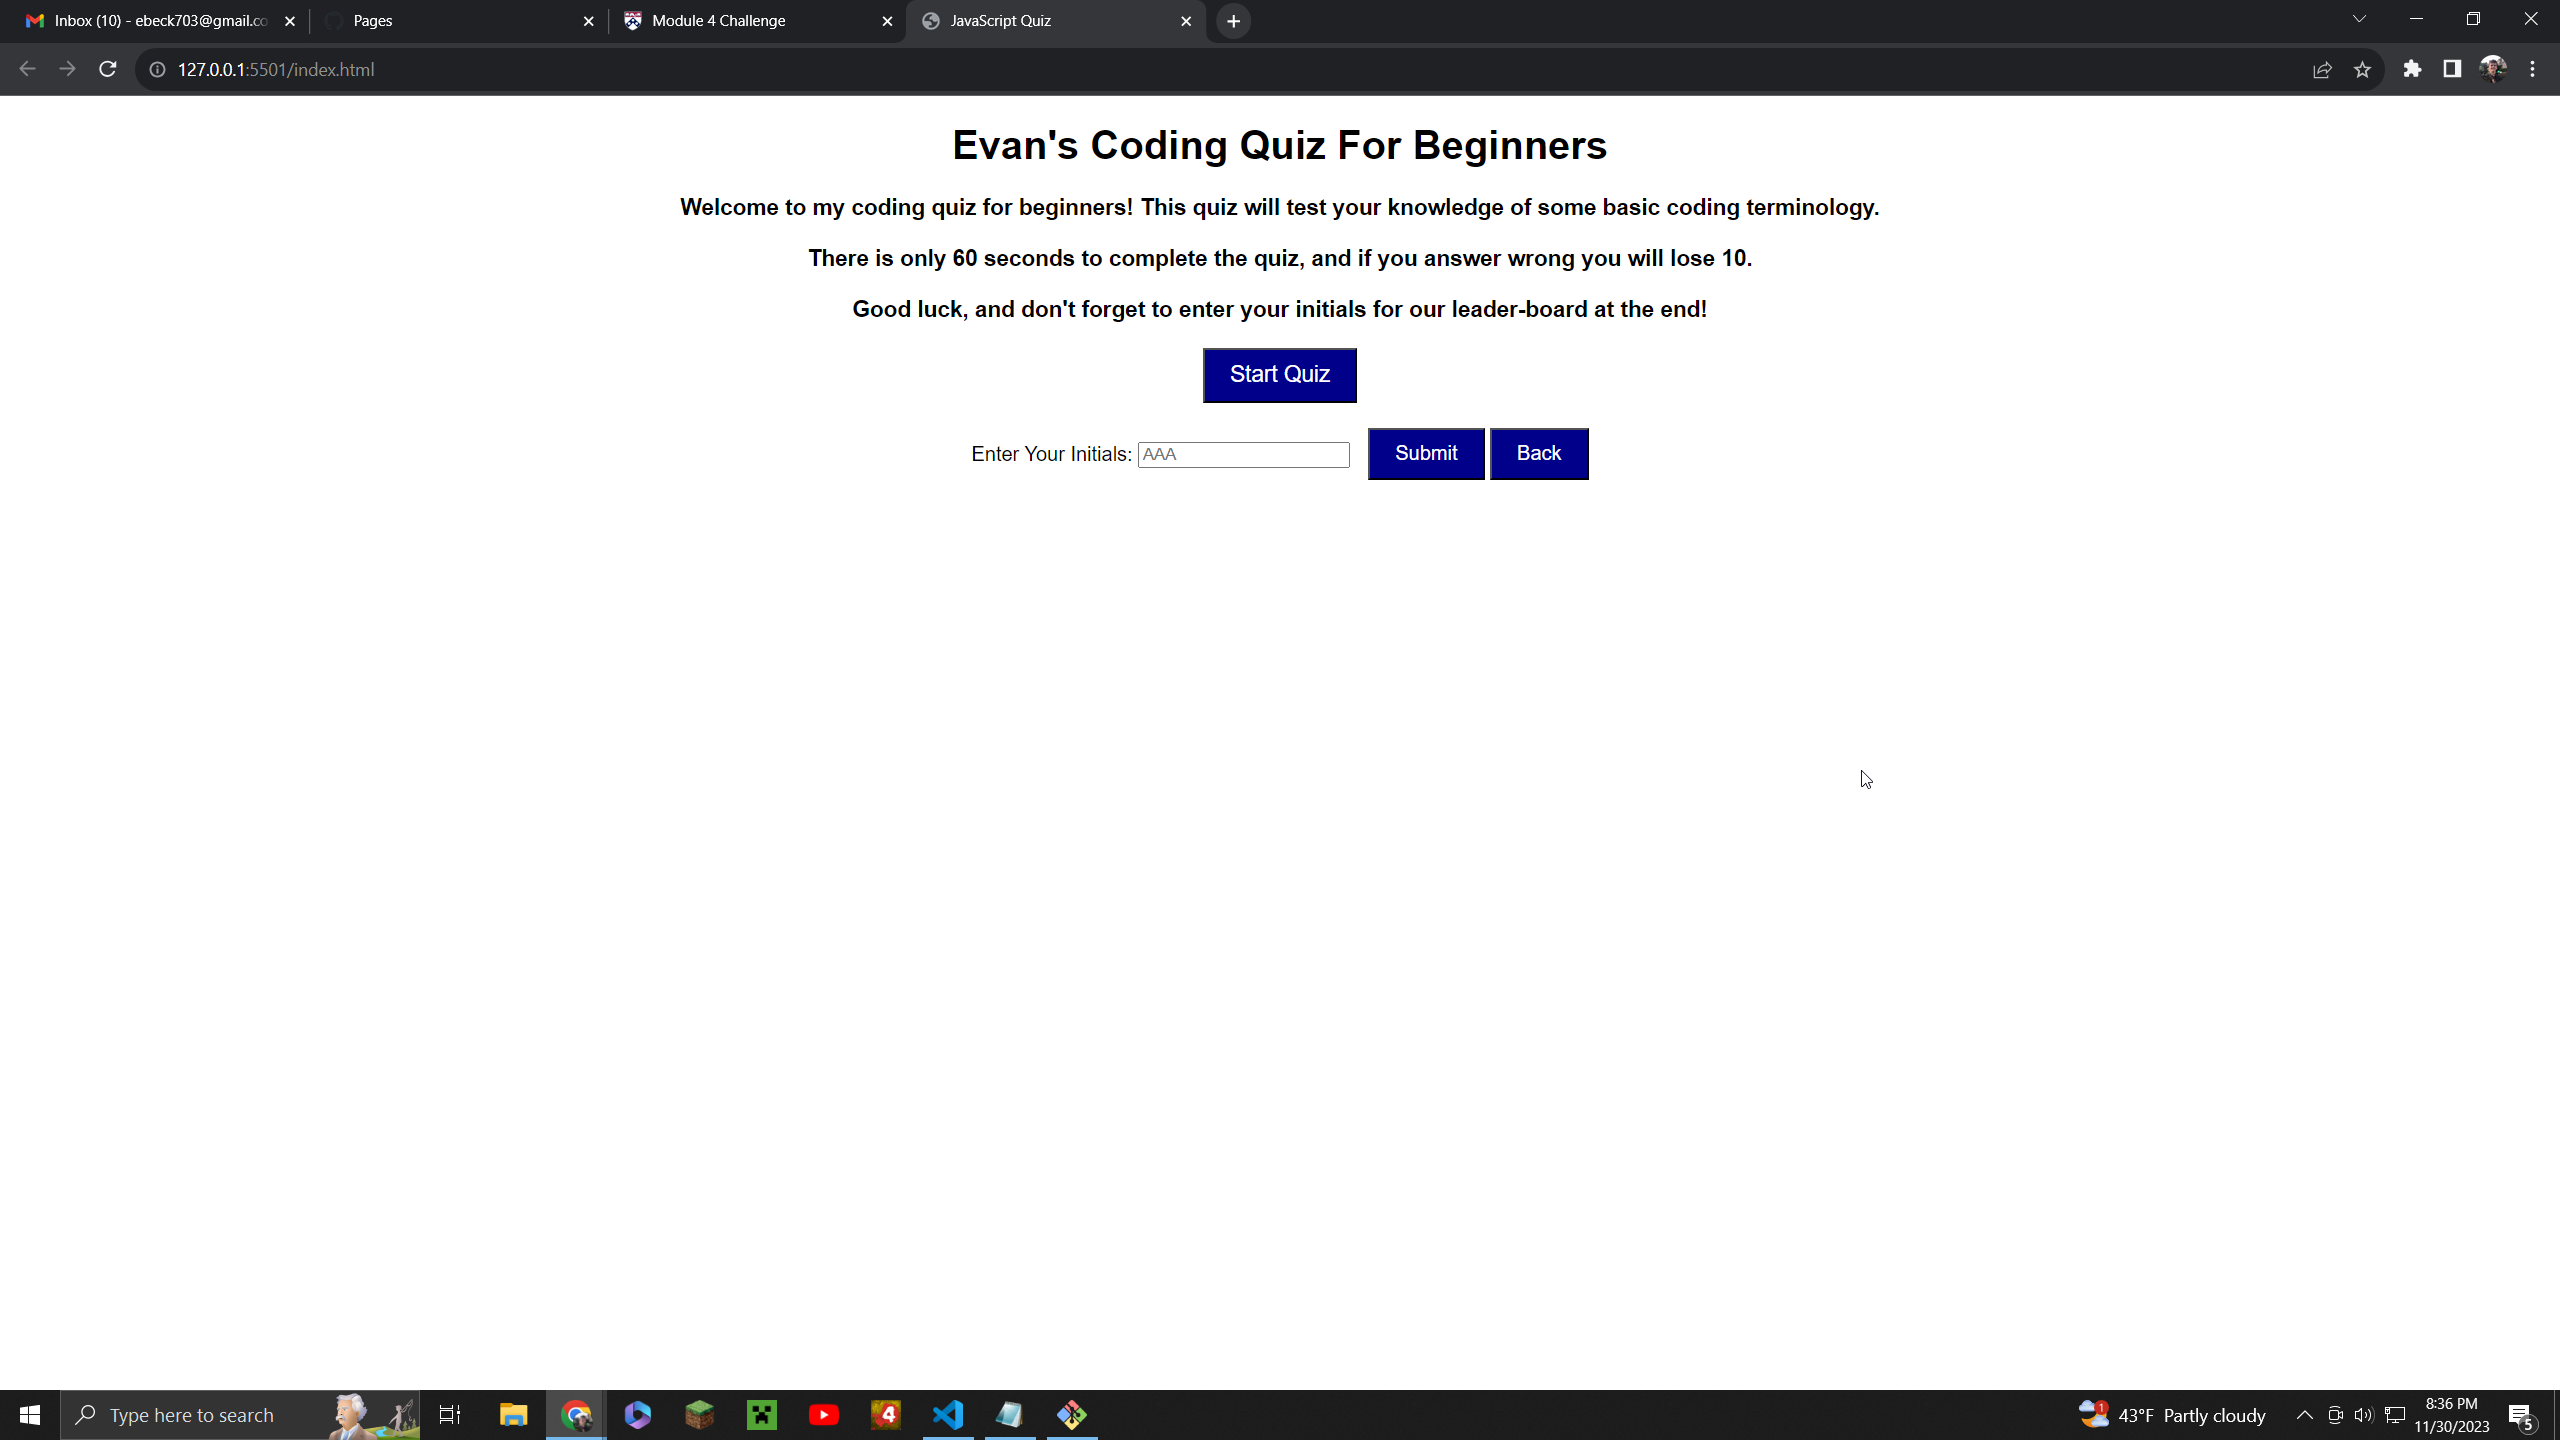 Inbox (10) - ebeck703@gmail.co
Pages
Module 4 Challenge
JavaScript Quiz
127.0.0.1:5501/index.html
Evan's Coding Quiz For Beginners
Welcome to my coding quiz for beginners! This quiz will test your knowledge of some basic coding terminology.
There is only 60 seconds to complete the quiz, and if you answer wrong you will lose 10.
Good luck, and don't forget to enter your initials for our leader-board at the end!
Start Quiz
Enter Your Initials: AAA Submit Back
Type here to search
4
1
43°F Partly cloudy
8:36 PM
11/30/2023
5